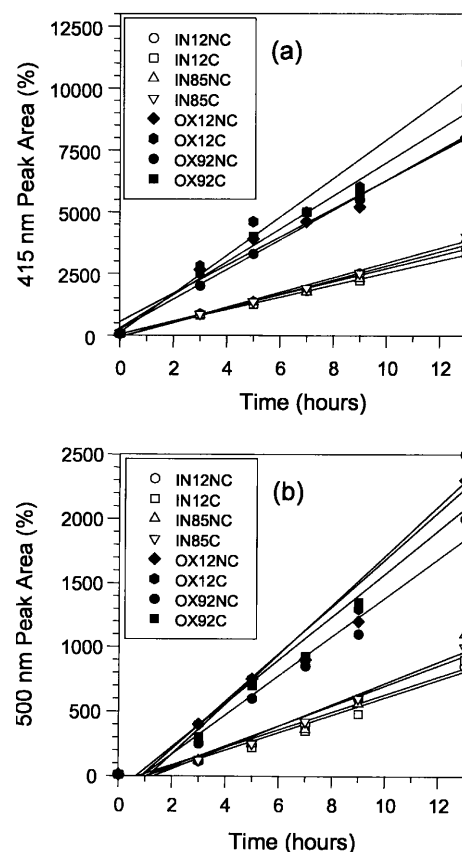 13000
(a)
IN12NC
IN12C
IN85NC
IN85C
OX12NC
OX12C
OX92NC
OX92C
10000
7500
5000
2500
0
415 nm Peak Area (%)
0 2 4 6 8 10 12
Time (hours)
2500
(b)
IN12NC
IN12C
IN85NC
IN85C
OX12NC
OX12C
OX92NC
OX92C
2000
1500
1000
500
0
500 nm Peak Area (%)
0 2 4 6 8 10 12
Time (hours)